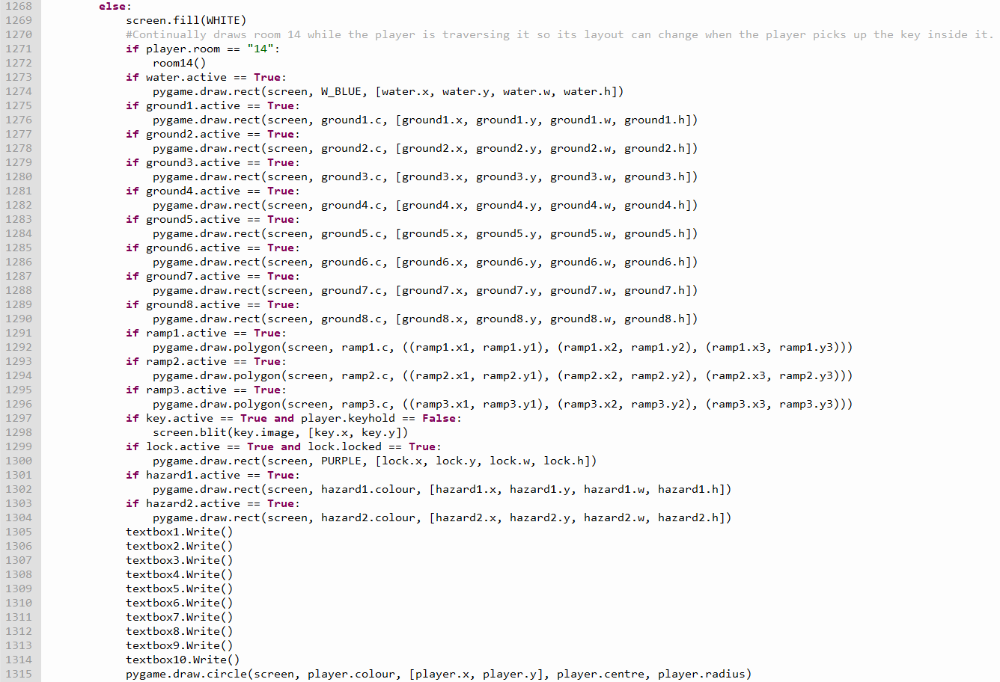 1268         else:
1269             screen.fill(WHITE)
1270             #Continually draws room 14 while the player is traversing it so its layout can change when the player picks up the key inside it.
1271             if player.room == "14":
1272                 room14()
1273             if water.active == True:
1274                 pygame.draw.rect(screen, W_BLUE, [water.x, water.y, water.w, water.h])
1275             if ground1.active == True:
1276                 pygame.draw.rect(screen, ground1.c, [ground1.x, ground1.y, ground1.w, ground1.h])
1277             if ground2.active == True:
1278                 pygame.draw.rect(screen, ground2.c, [ground2.x, ground2.y, ground2.w, ground2.h])
1279             if ground3.active == True:
1280                 pygame.draw.rect(screen, ground3.c, [ground3.x, ground3.y, ground3.w, ground3.h])
1281             if ground4.active == True:
1282                 pygame.draw.rect(screen, ground4.c, [ground4.x, ground4.y, ground4.w, ground4.h])
1283             if ground5.active == True:
1284                 pygame.draw.rect(screen, ground5.c, [ground5.x, ground5.y, ground5.w, ground5.h])
1285             if ground6.active == True:
1286                 pygame.draw.rect(screen, ground6.c, [ground6.x, ground6.y, ground6.w, ground6.h])
1287             if ground7.active == True:
1288                 pygame.draw.rect(screen, ground7.c, [ground7.x, ground7.y, ground7.w, ground7.h])
1289             if ground8.active == True:
1290                 pygame.draw.rect(screen, ground8.c, [ground8.x, ground8.y, ground8.w, ground8.h])
1291             if ramp1.active == True:
1292                 pygame.draw.polygon(screen, ramp1.c, ((ramp1.x1, ramp1.y1), (ramp1.x2, ramp1.y2), (ramp1.x3, ramp1.y3)))
1293             if ramp2.active == True:
1294                 pygame.draw.polygon(screen, ramp2.c, ((ramp2.x1, ramp2.y1), (ramp2.x2, ramp2.y2), (ramp2.x3, ramp2.y3)))
1295             if ramp3.active == True:
1296                 pygame.draw.polygon(screen, ramp3.c, ((ramp3.x1, ramp3.y1), (ramp3.x2, ramp3.y2), (ramp3.x3, ramp3.y3)))
1297             if key.active == True and player.keyhold == False:
1298                 screen.blit(key.image, [key.x, key.y])
1299             if lock.active == True and lock.locked == True:
1300                 pygame.draw.rect(screen, PURPLE, [lock.x, lock.y, lock.w, lock.h])
1301             if hazard1.active == True:
1302                 pygame.draw.rect(screen, hazard1.colour, [hazard1.x, hazard1.y, hazard1.w, hazard1.h])
1303             if hazard2.active == True:
1304                 pygame.draw.rect(screen, hazard2.colour, [hazard2.x, hazard2.y, hazard2.w, hazard2.h])
1305             textbox1.Write()
1306             textbox2.Write()
1307             textbox3.Write()
1308             textbox4.Write()
1309             textbox5.Write()
1310             textbox6.Write()
1311             textbox7.Write()
1312             textbox8.Write()
1313             textbox9.Write()
1314             textbox10.Write()
1315             pygame.draw.circle(screen, player.colour, [player.x, player.y], player.centre, player.radius)